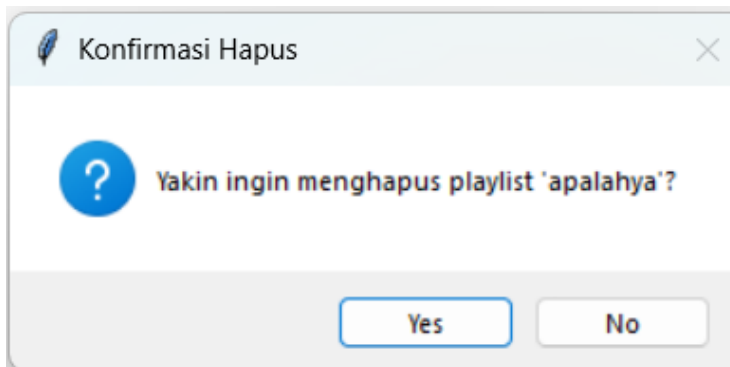 Konfirmasi Hapus
Yakin ingin menghapus playlist 'apalahya'?
Yes No